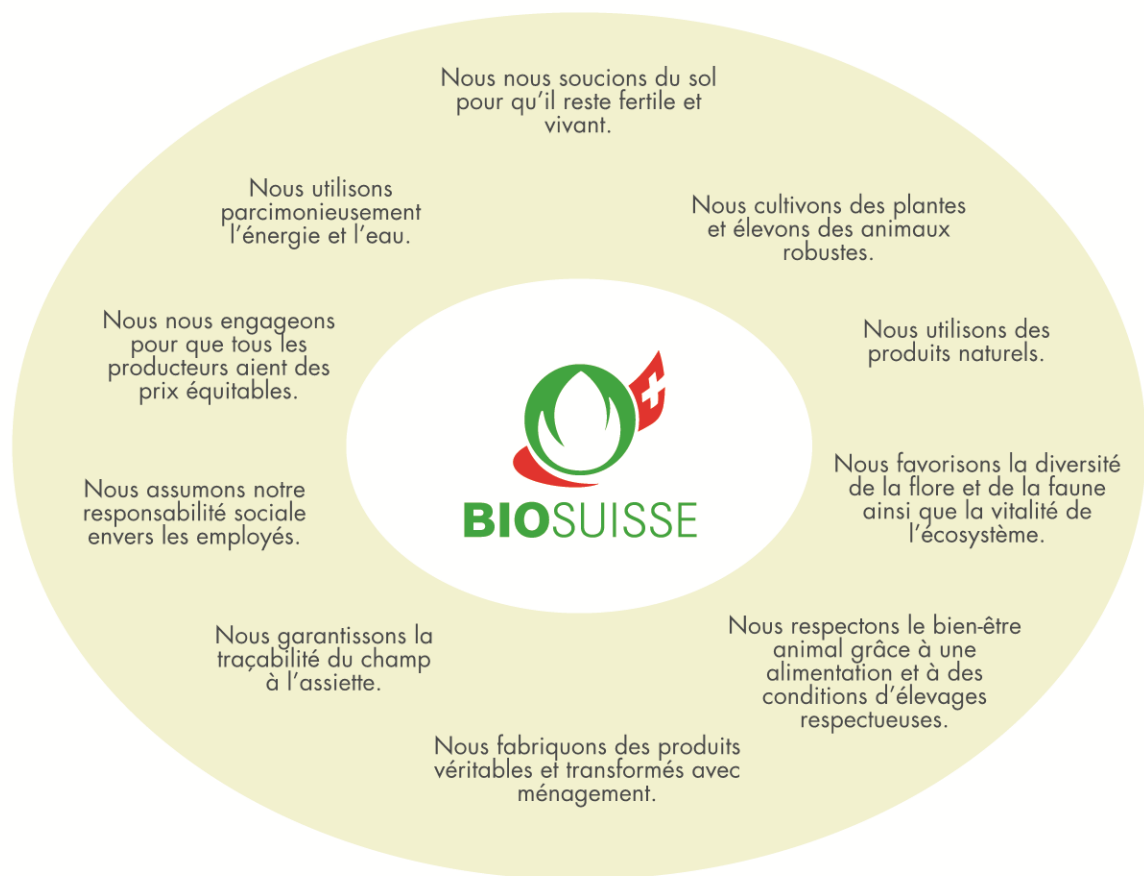 Nous nous soucions du sol
pour qu'il reste fertile et
vivant.
Nous utilisons
parcimonieusement
l'énergie et l'eau.
Nous cultivons des plantes
et élevons des animaux
robustes.
Nous nous engageons
pour que tous les
producteurs aient des
prix équitables.
Nous utilisons des
produits naturels.
BIOSUISSE
Nous assumons notre
responsabilité sociale
envers les employés.
Nous favorisons la diversité
de la flore et de la faune
ainsi que la vitalité de
l'écosystème.
Nous garantissons la
traçabilité du champ
à l'assiette.
Nous respectons le bien-être
animal grâce à une
alimentation et à des
conditions d'élevages
respectueuses.
Nous fabriquons des produits
véritables et transformés avec
ménagement.